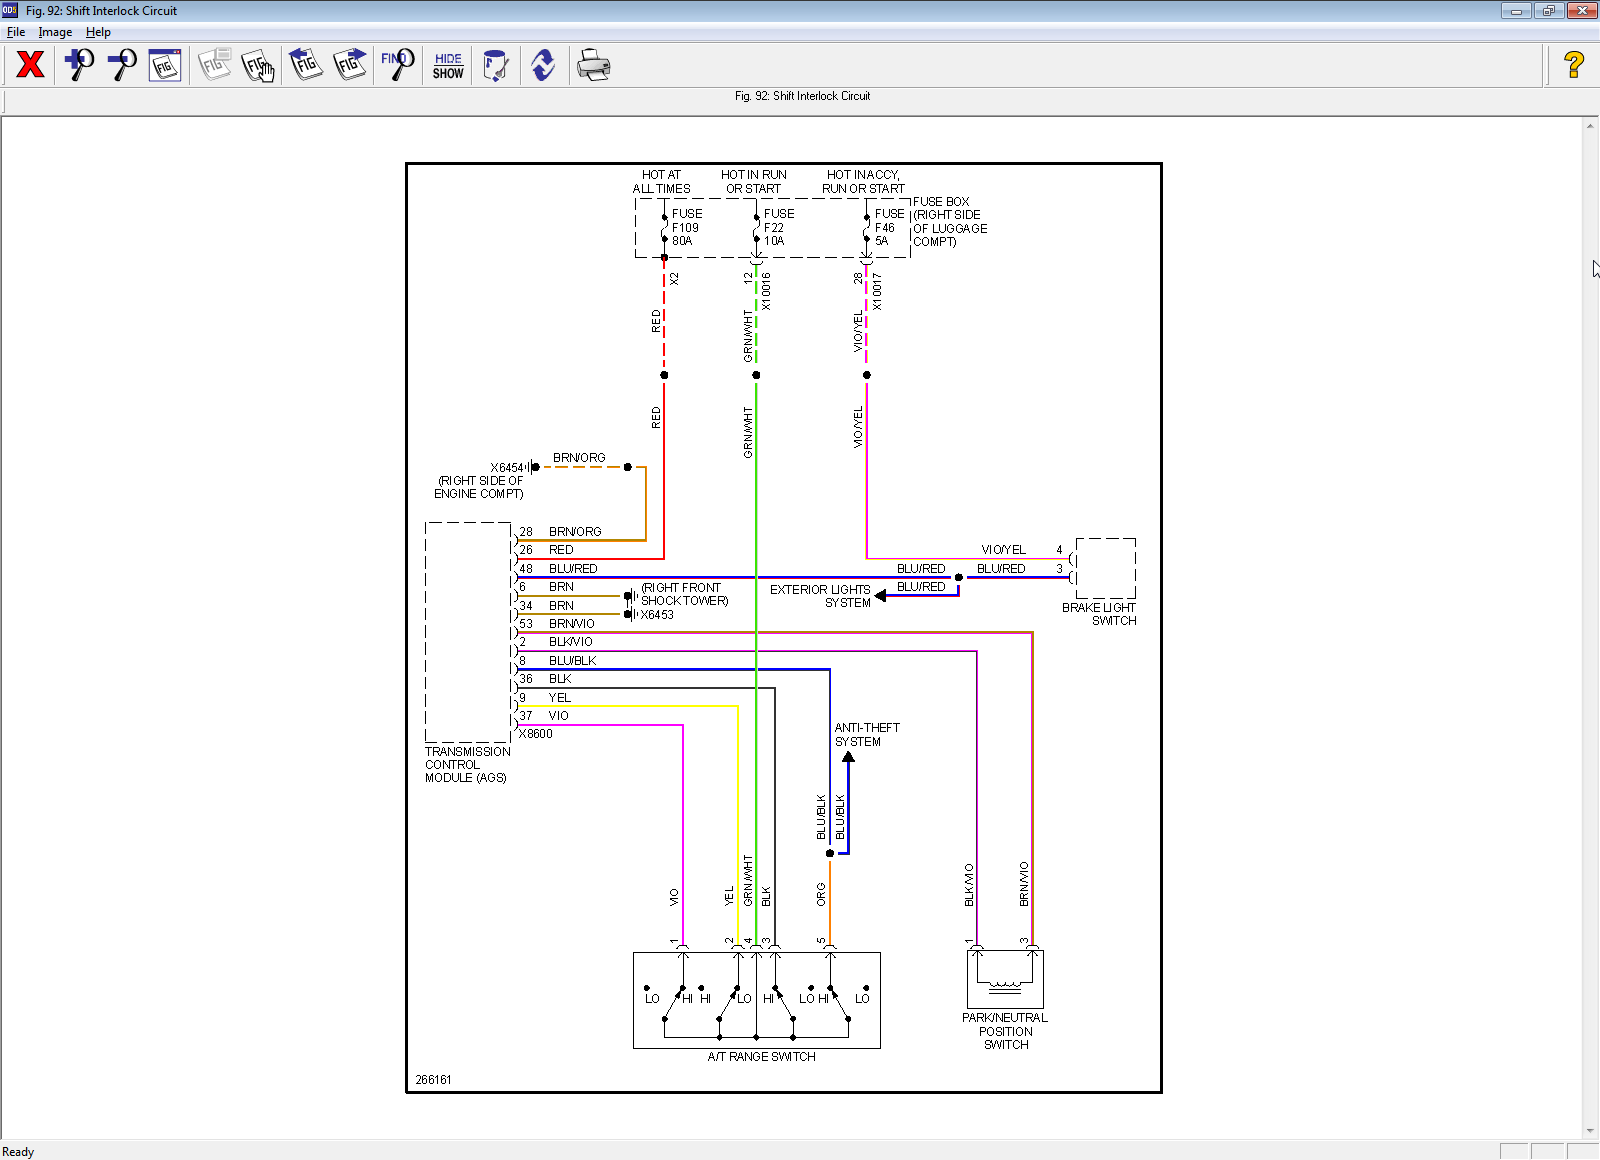 ODS
Fig. 92: Shift Interlock Circuit
File Image Help
FIG
FIG
FIG
FIG
FIG
FIND
HIDE
SHOW
?
Fig. 92: Shift Interlock Circuit
HOT AT
ALL TIMES
HOT IN RUN
OR START
HOT IN ACCY,
RUN OR START
FUSE
F109
80A
FUSE
F22
10A
FUSE
F46
5A
FUSE BOX
(RIGHT SIDE
OF LUGGAGE
COMPT)
X2
12
X10016
28
X10017
RED
GRN/WHT
VIO/YEL
RED
GRN/WHT
VIO/YEL
BRN/ORG
X6454
(RIGHT SIDE OF
ENGINE COMPT)
28 BRN/ORG
26 RED
48 BLU/RED
6 BRN
34 BRN
53 BRN/VIO
2 BLK/VIO
8 BLU/BLK
36 BLK
9 YEL
37 VIO
X8600
TRANSMISSION
CONTROL
MODULE (AGS)
(RIGHT FRONT
SHOCK TOWER)
X6453
VIO/YEL 4
BLU/RED
BLU/RED 3
BLU/RED
EXTERIOR LIGHTS
SYSTEM
BRAKE LIGHT
SWITCH
ANTI-THEFT
SYSTEM
BLU/BLK
BLU/BLK
VIO
YEL
GRN/WHT
BLK
ORG
BLK/VIO
BRN/VIO
1
2
4
3
5
1
3
LO HI HI LO HI LO HI LO
A/T RANGE SWITCH
PARK/NEUTRAL
POSITION
SWITCH
266161
Ready